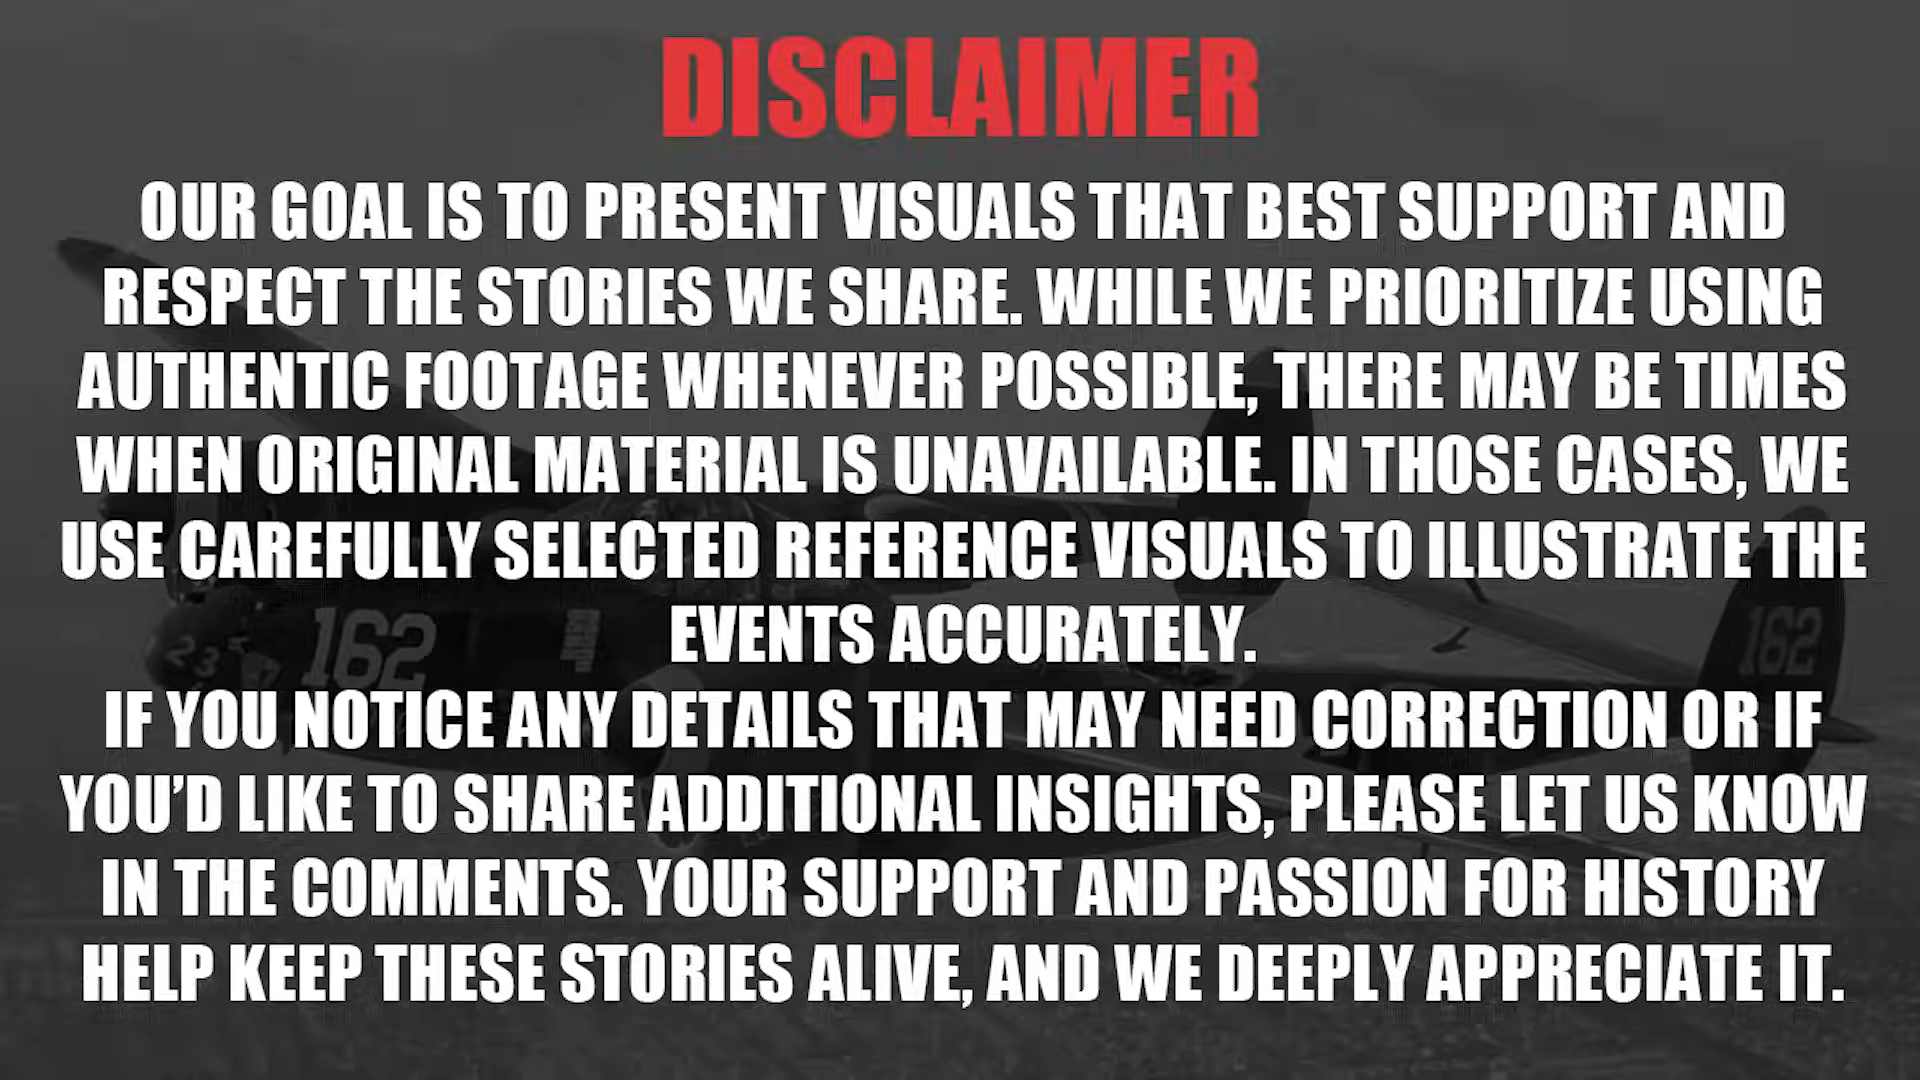 DISCLAIMER
OUR GOAL IS TO PRESENT VISUALS THAT BEST SUPPORT AND
RESPECT THE STORIES WE SHARE. WHILE WE PRIORITIZE USING
AUTHENTIC FOOTAGE WHENEVER POSSIBLE, THERE MAY BE TIMES
WHEN ORIGINAL MATERIAL IS UNAVAILABLE. IN THOSE CASES, WE
USE CAREFULLY SELECTED REFERENCE VISUALS TO ILLUSTRATE THE
EVENTS ACCURATELY.
162
162
23
IF YOU NOTICE ANY DETAILS THAT MAY NEED CORRECTION OR IF
YOU’D LIKE TO SHARE ADDITIONAL INSIGHTS, PLEASE LET US KNOW
IN THE COMMENTS. YOUR SUPPORT AND PASSION FOR HISTORY
HELP KEEP THESE STORIES ALIVE, AND WE DEEPLY APPRECIATE IT.